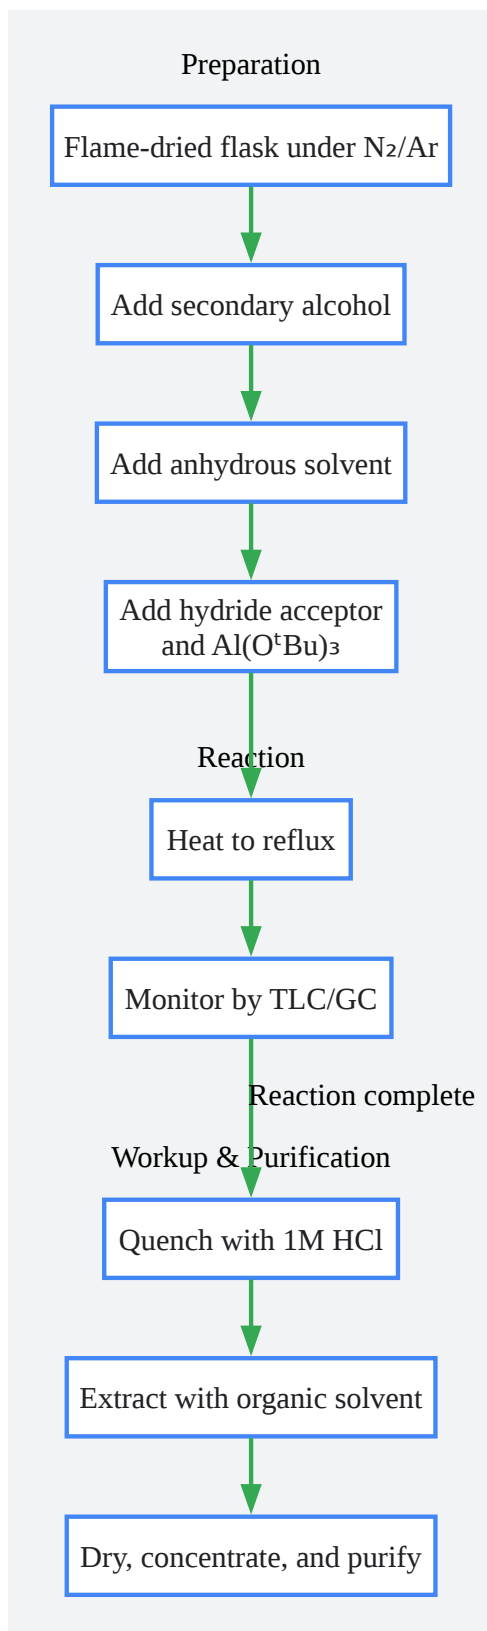 Preparation
Flame-dried flask under N₂/Ar
Add secondary alcohol
Add anhydrous solvent
Add hydride acceptor
and Al(OᵗBu)₃
Reaction
Heat to reflux
Monitor by TLC/GC
Reaction complete
Workup & Purification
Quench with 1M HCl
Extract with organic solvent
Dry, concentrate, and purify